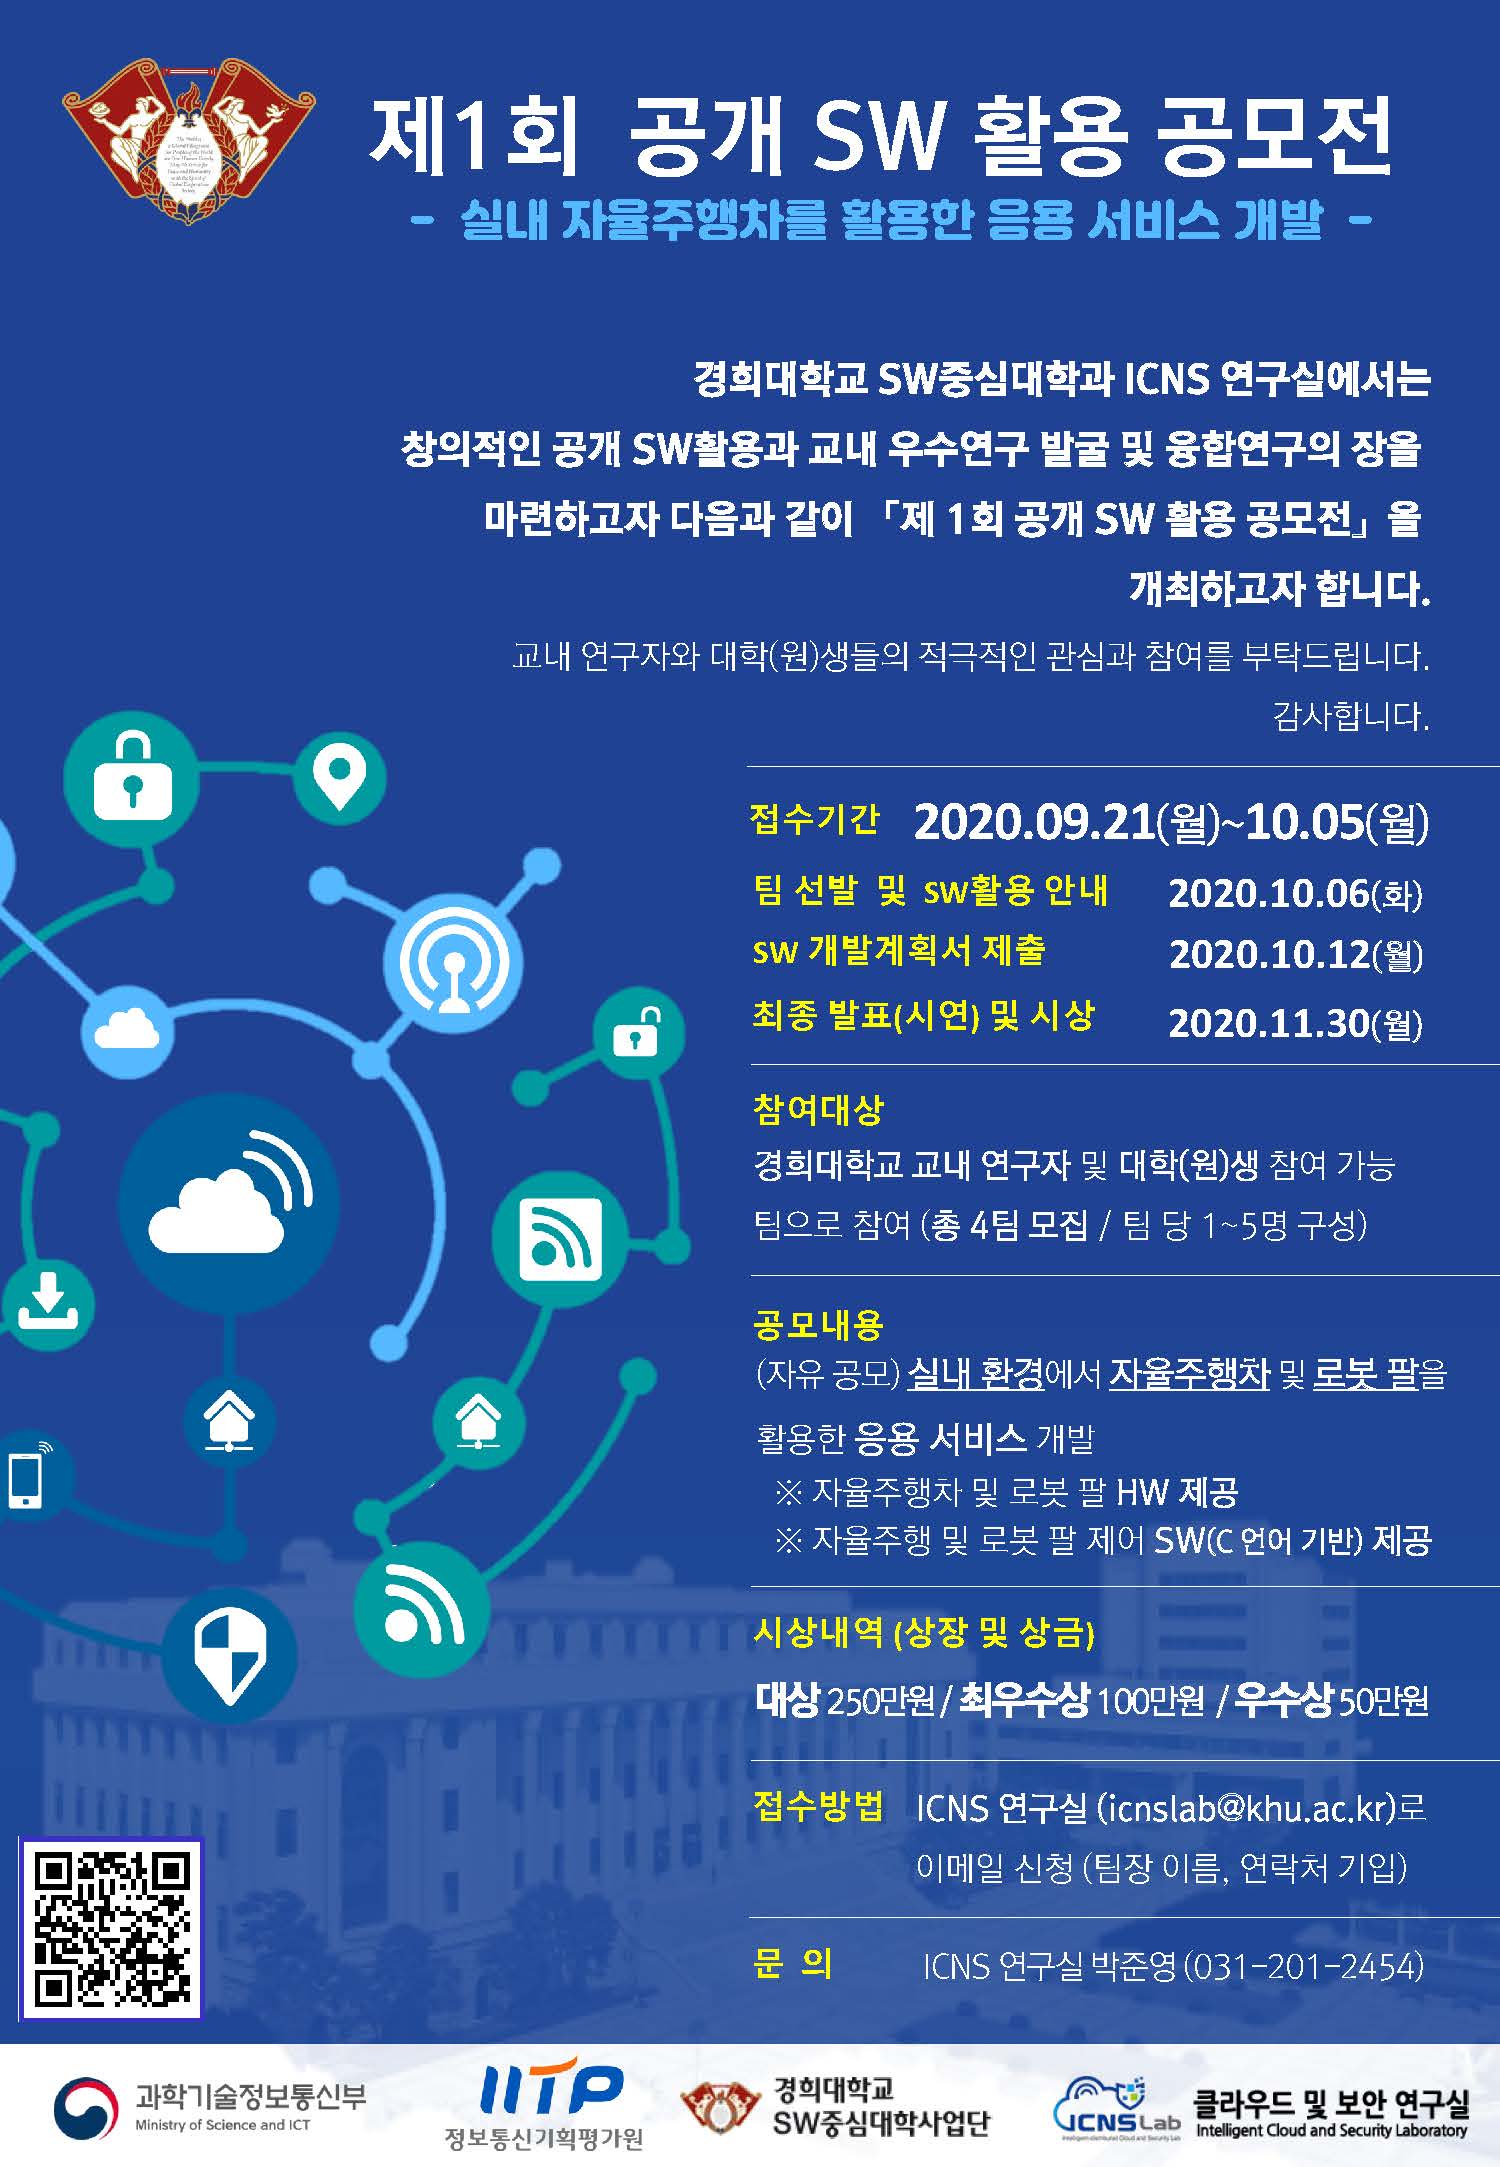 제1회 공개 SW 활용 공모전
- 실내 자율주행차를 활용한 응용 서비스 개발 -
경희대학교 SW중심대학과 ICNS 연구실에서는
창의적인 공개 SW활용과 교내 우수연구 발굴 및 융합연구의 장을
마련하고자 다음과 같이 「제 1회 공개 SW 활용 공모전」을
개최하고자 합니다.
교내 연구자와 대학(원)생들의 적극적인 관심과 참여를 부탁드립니다.
감사합니다.
접수기간 2020.09.21(월)~10.05(월)
팀 선발 및 SW활용 안내 2020.10.06(화)
SW 개발계획서 제출 2020.10.12(월)
최종 발표(시연) 및 시상 2020.11.30(월)
참여대상
경희대학교 교내 연구자 및 대학(원)생 참여 가능
팀으로 참여 (총 4팀 모집 / 팀 당 1~5명 구성)
공모내용
(자유 공모) 실내 환경에서 자율주행차 및 로봇 팔을
활용한 응용 서비스 개발
※ 자율주행차 및 로봇 팔 HW 제공
※ 자율주행 및 로봇 팔 제어 SW(C 언어 기반) 제공
시상내역 (상장 및 상금)
대상 250만원 / 최우수상 100만원 / 우수상 50만원
접수방법 ICNS 연구실 (icnslab@khu.ac.kr)로
이메일 신청 (팀장 이름, 연락처 기입)
문 의 ICNS 연구실 박준영 (031-201-2454)
과학기술정보통신부
Ministry of Science and ICT
IITP
정보통신기획평가원
경희대학교
SW중심대학사업단
ICNS Lab
클라우드 및 보안 연구실
Intelligent Cloud and Security Laboratory